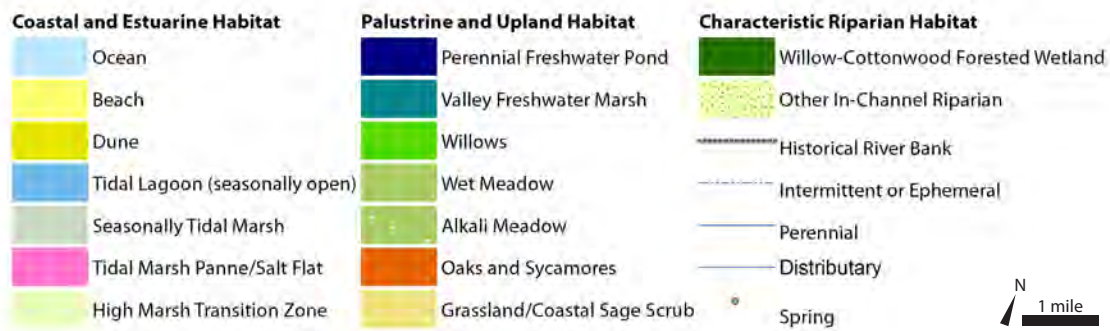 Coastal and Estuarine Habitat
Ocean
Beach
Dune
Tidal Lagoon (seasonally open)
Seasonally Tidal Marsh
Tidal Marsh Panne/Salt Flat
High Marsh Transition Zone
Palustrine and Upland Habitat
Perennial Freshwater Pond
Valley Freshwater Marsh
Willows
Wet Meadow
Alkali Meadow
Oaks and Sycamores
Grassland/Coastal Sage Scrub
Characteristic Riparian Habitat
Willow-Cottonwood Forested Wetland
Other In-Channel Riparian
Historical River Bank
Intermittent or Ephemeral
Perennial
Distributary
Spring
N
1 mile